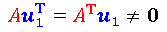 Au₁ᵀ = Aᵀu₁ ≠ 0